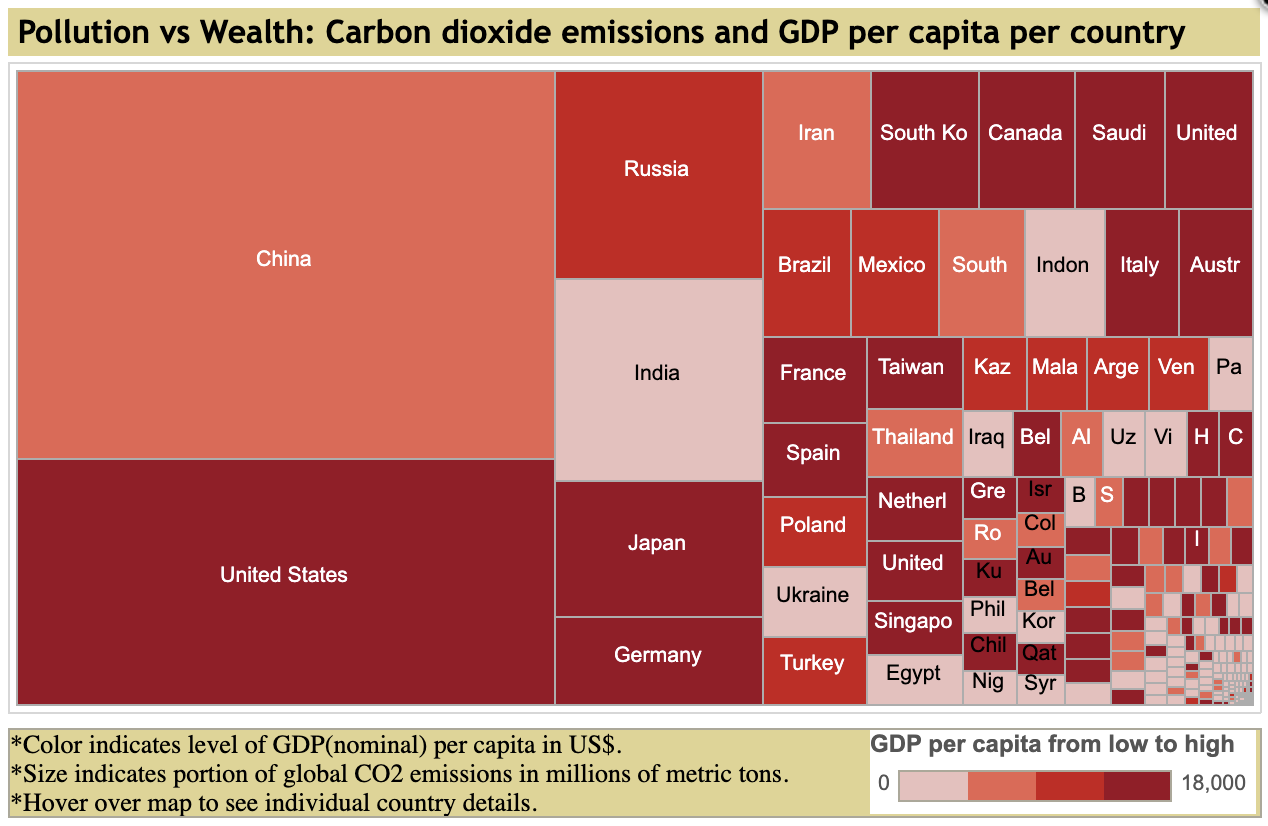 Pollution vs Wealth: Carbon dioxide emissions and GDP per capita per country
China
United States
Russia
India
Japan
Germany
Iran
South Ko
Canada
Saudi
United
Brazil
Mexico
South
Indon
Italy
Austr
France
Spain
Poland
Ukraine
Turkey
Taiwan
Thailand
Netherl
United
Singapo
Egypt
Kaz
Mala
Arge
Ven
Pa
Iraq
Bel
Al
Uz
Vi
H
C
Gre
Ro
Ku
Phil
Chil
Nig
Isr
Col
Au
Bel
Kor
Qat
Syr
B
S
I
*Color indicates level of GDP(nominal) per capita in US$.
*Size indicates portion of global CO2 emissions in millions of metric tons.
*Hover over map to see individual country details.
GDP per capita from low to high
0 18,000